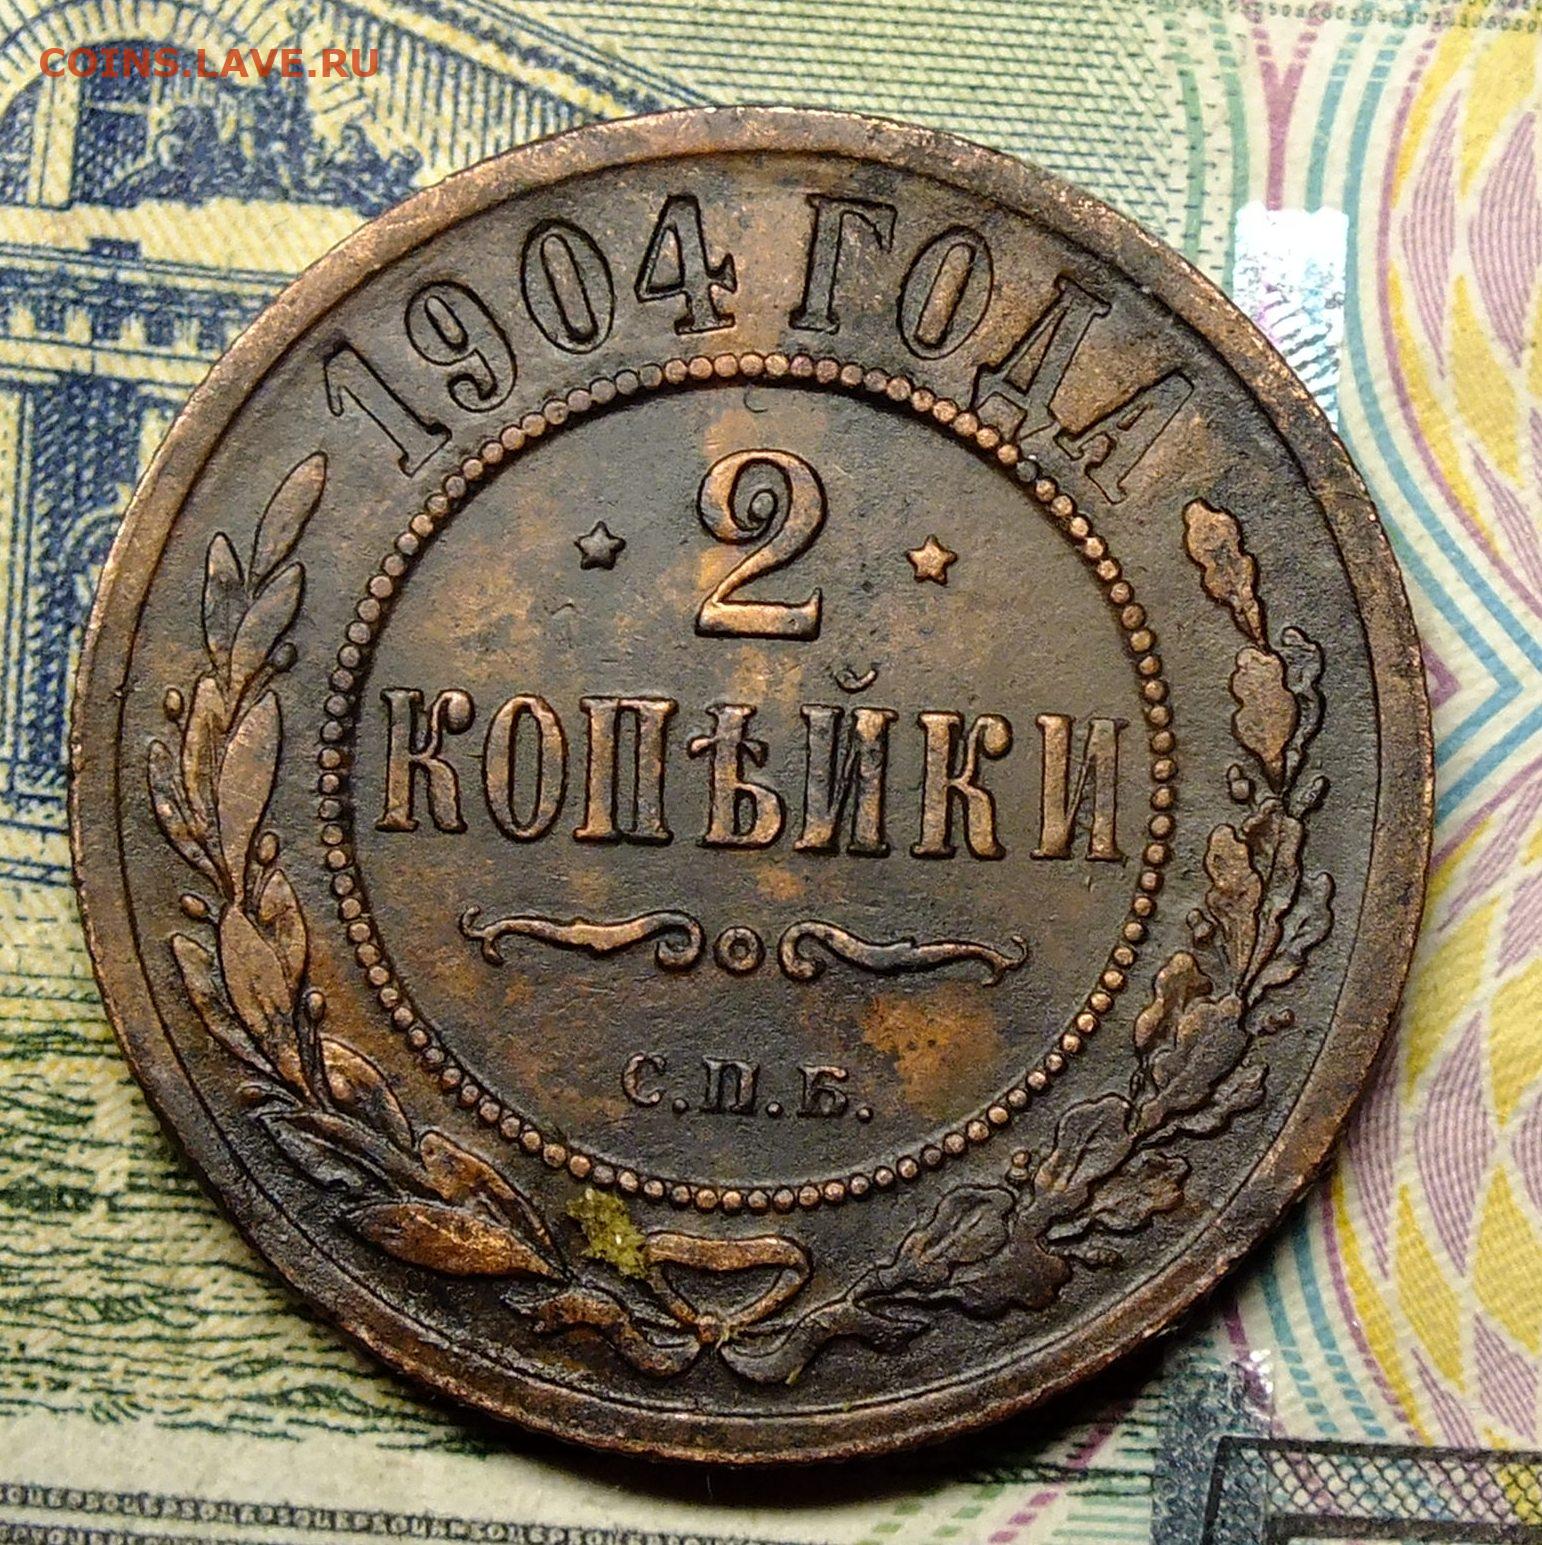 COINS.LAVE.RU
1904 ГОДА
2
КОПѢЙКИ
С.П.Б.